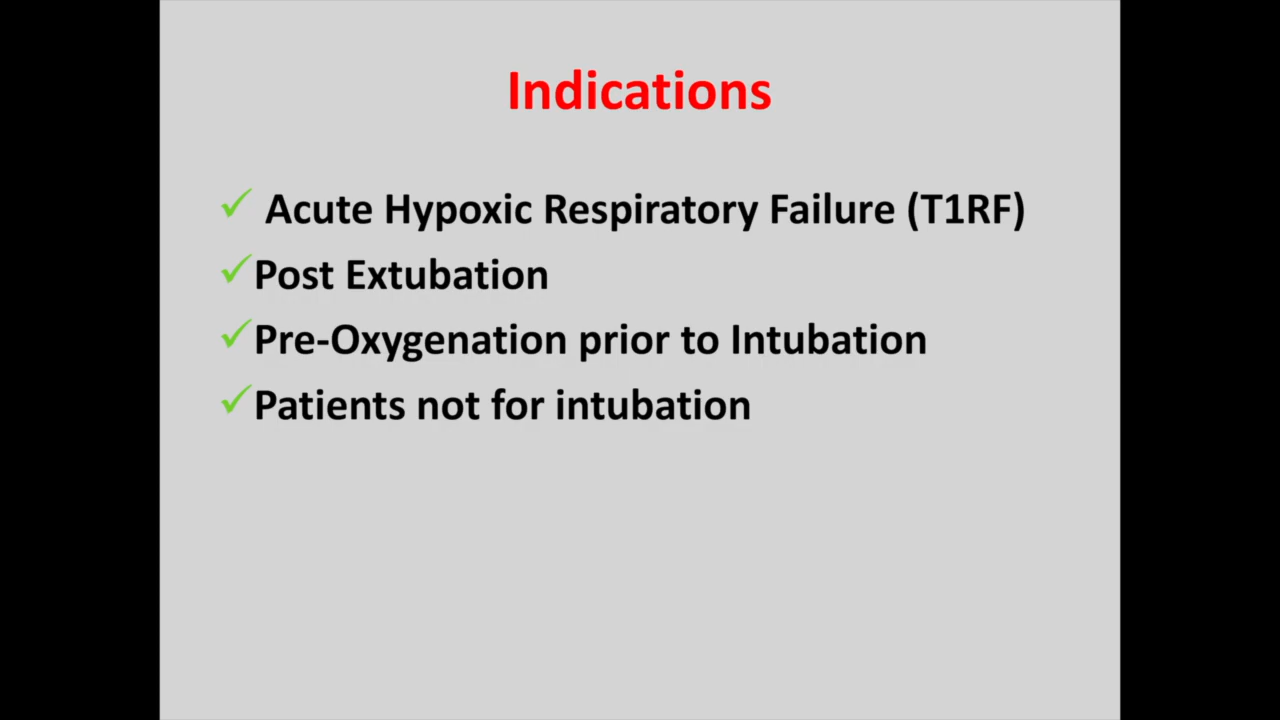 Indications
✓ Acute Hypoxic Respiratory Failure (T1RF)
✓Post Extubation
✓Pre-Oxygenation prior to Intubation
✓Patients not for intubation